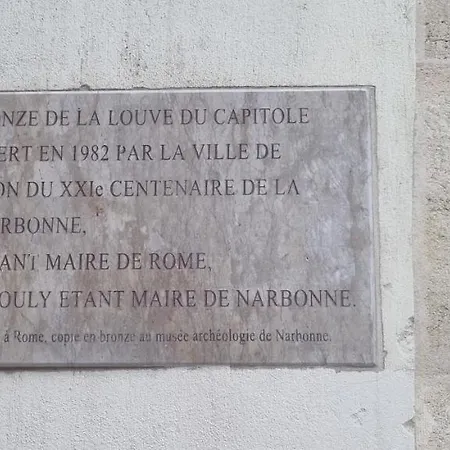 NZE DE LA LOUVE DU CAPITOLE
ERT EN 1982 PAR LA VILLE DE
ON DU XXIe CENTENAIRE DE LA
RBONNE,
ANT MAIRE DE ROME,
OULY ETANT MAIRE DE NARBONNE.
à Rome, copie en bronze au musée archéologie de Narbonne.